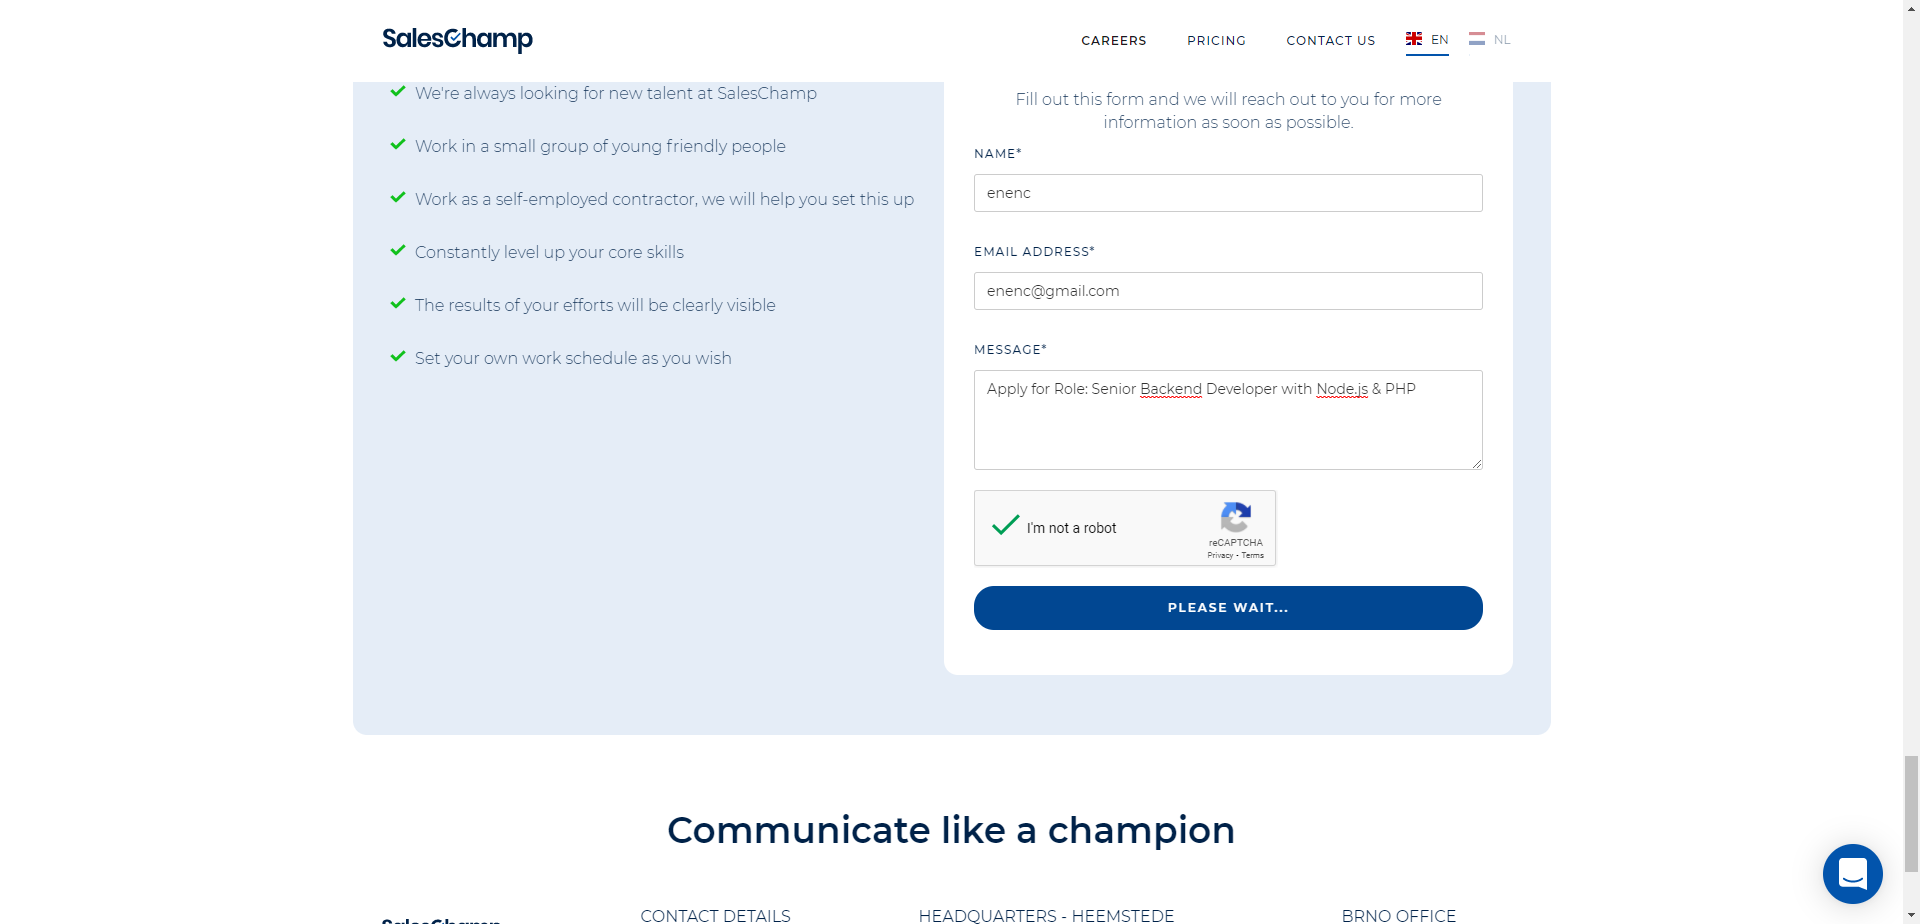 SalesChamp
CAREERS
PRICING
CONTACT US
EN
NL
We're always looking for new talent at SalesChamp
Work in a small group of young friendly people
Work as a self-employed contractor, we will help you set this up
Constantly level up your core skills
The results of your efforts will be clearly visible
Set your own work schedule as you wish
Fill out this form and we will reach out to you for more
information as soon as possible.
NAME*
enenc
EMAIL ADDRESS*
enenc@gmail.com
MESSAGE*
Apply for Role: Senior Backend Developer with Node.js & PHP
I'm not a robot
reCAPTCHA
Privacy - Terms
PLEASE WAIT...
Communicate like a champion
SalesChamp
CONTACT DETAILS
HEADQUARTERS - HEEMSTEDE
BRNO OFFICE